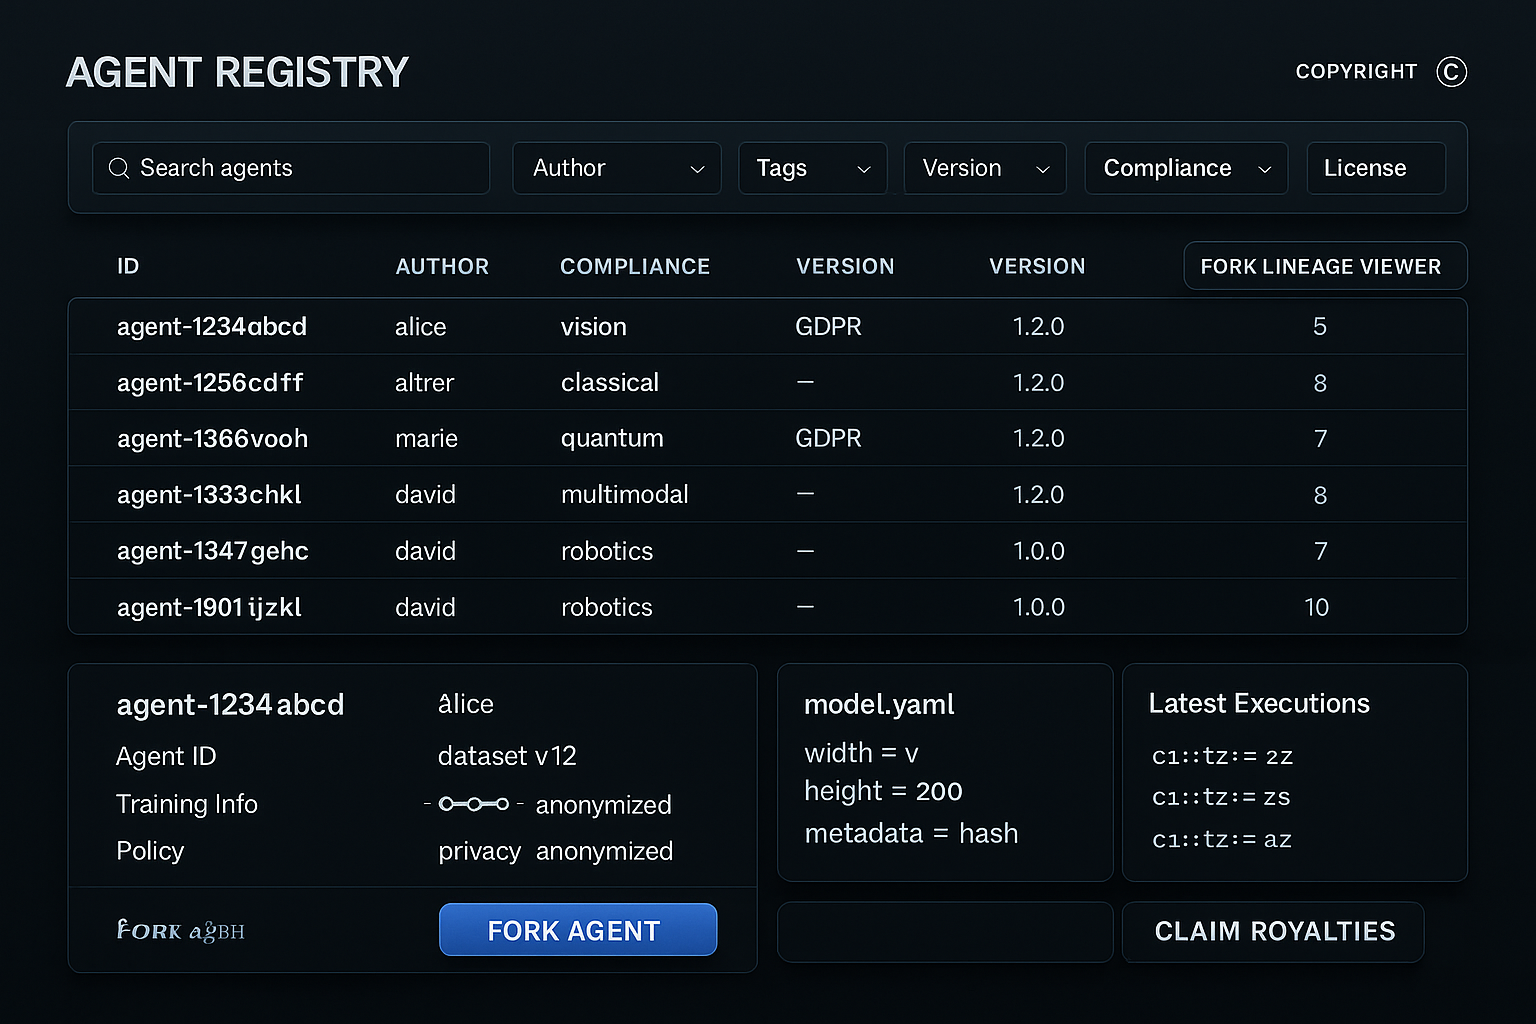 AGENT REGISTRY
COPYRIGHT ©
Search agents Author Tags Version Compliance License
ID AUTHOR COMPLIANCE VERSION VERSION FORK LINEAGE VIEWER
agent-1234abcd alice vision GDPR 1.2.0 5
agent-1256cdff altrer classical — 1.2.0 8
agent-1366vooh marie quantum GDPR 1.2.0 7
agent-1333chkl david multimodal — 1.2.0 8
agent-1347gehc david robotics — 1.0.0 7
agent-1901ijzkl david robotics — 1.0.0 10
agent-1234abcd Alice
Agent ID dataset v12
Training Info anonymized
Policy privacy anonymized
FORK FORK AGENT
model.yaml
width = v
height = 200
metadata = hash
Latest Executions
c1::tz:= 2z
c1::tz:= zs
c1::tz:= az
CLAIM ROYALTIES